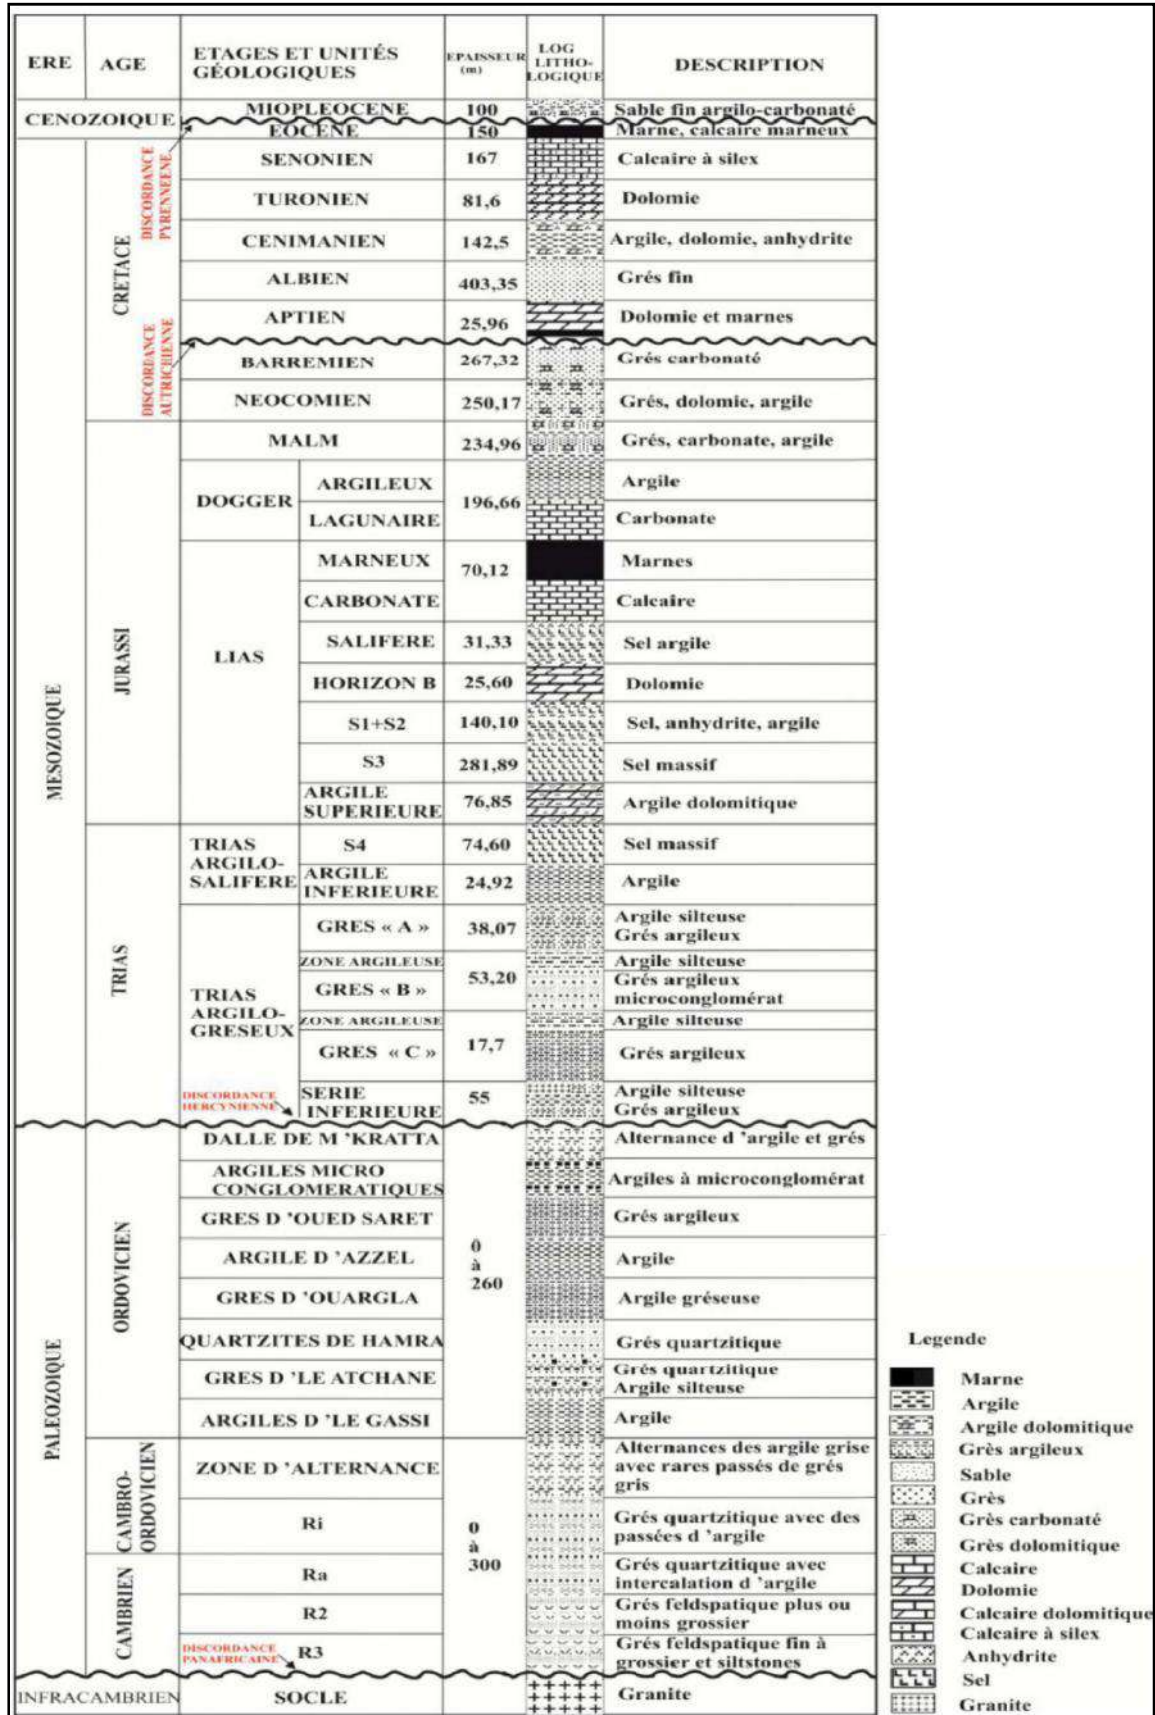 ERE
AGE
ETAGES ET UNITÉS
GÉOLOGIQUES
EPAISSEUR
(m)
LOG
LITHO-
LOGIQUE
DESCRIPTION
CENOZOIQUE
MIOPLEOCENE
100
Sable fin argilo-carbonaté
EOCENE
150
Marne, calcaire marneux
MESOZOIQUE
CRETACE
DISCORDANCE
PYRENNEENE
SENONIEN
167
Calcaire à silex
TURONIEN
81,6
Dolomie
CENIMANIEN
142,5
Argile, dolomie, anhydrite
ALBIEN
403,35
Grés fin
APTIEN
25,96
Dolomie et marnes
DISCORDANCE
AUTRICHIENNE
BARREMIEN
267,32
Grés carbonaté
NEOCOMIEN
250,17
Grés, dolomie, argile
JURASSI
MALM
234,96
Grés, carbonate, argile
DOGGER
ARGILEUX
196,66
Argile
LAGUNAIRE
Carbonate
LIAS
MARNEUX
70,12
Marnes
CARBONATE
Calcaire
SALIFERE
31,33
Sel argile
HORIZON B
25,60
Dolomie
S1+S2
140,10
Sel, anhydrite, argile
S3
281,89
Sel massif
ARGILE
SUPERIEURE
76,85
Argile dolomitique
TRIAS
TRIAS
ARGILO-
SALIFERE
S4
74,60
Sel massif
ARGILE
INFERIEURE
24,92
Argile
TRIAS
ARGILO-
GRESEUX
GRES « A »
38,07
Argile silteuse
Grés argileux
ZONE ARGILEUSE
53,20
Argile silteuse
GRES « B »
Grés argileux
microconglomérat
ZONE ARGILEUSE
17,7
Argile silteuse
GRES « C »
Grés argileux
DISCORDANCE
HERCYNIENNE
SERIE
INFERIEURE
55
Argile silteuse
Grés argileux
PALEOZOIQUE
ORDOVICIEN
DALLE DE M 'KRATTA
Alternance d 'argile et grés
ARGILES MICRO
CONGLOMERATIQUES
Argiles à microconglomérat
GRES D 'OUED SARET
Grés argileux
0
à
260
ARGILE D 'AZZEL
Argile
GRES D 'OUARGLA
Argile gréseuse
QUARTZITES DE HAMRA
Grés quartzitique
GRES D 'LE ATCHANE
Grés quartzitique
Argile silteuse
ARGILES D 'LE GASSI
Argile
CAMBRO-
ORDOVICIEN
ZONE D 'ALTERNANCE
Alternances des argile grise
avec rares passés de grés
gris
Ri
0
à
300
Grés quartzitique avec des
passées d 'argile
CAMBRIEN
Ra
Grés quartzitique avec
intercalation d 'argile
R2
Grés feldspatique plus ou
moins grossier
DISCORDANCE
PANAFRICAINE
R3
Grés feldspatique fin à
grossier et siltstones
INFRACAMBRIEN
SOCLE
Granite
Legende
Marne
Argile
Argile dolomitique
Grès argileux
Sable
Grès
Grès carbonaté
Grès dolomitique
Calcaire
Dolomie
Calcaire dolomitique
Calcaire à silex
Anhydrite
Sel
Granite